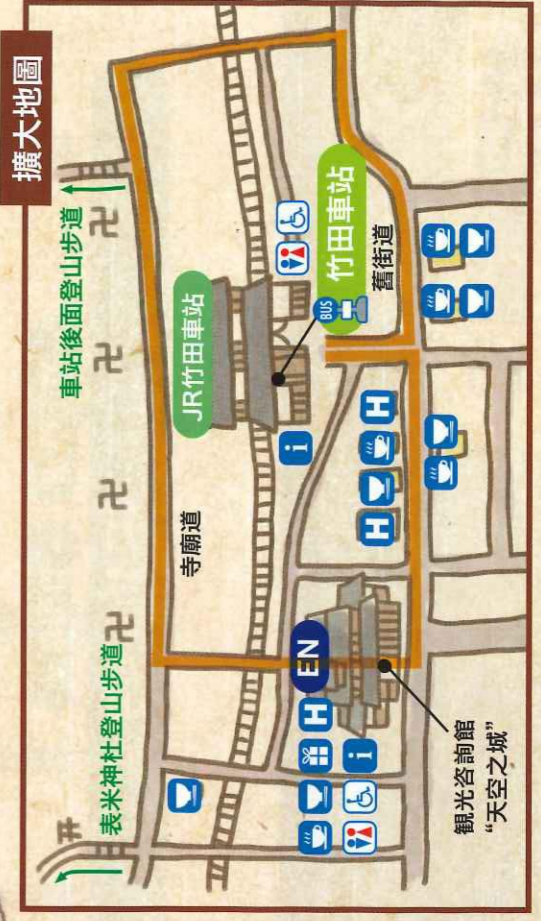 擴大地圖
表米神杜登山步道
車站後面登山步道
寺廟道
JR竹田車站
竹田車站
BUS
舊街道
i
EN
H
i
H
H
観光咨詢館
“天空之城”